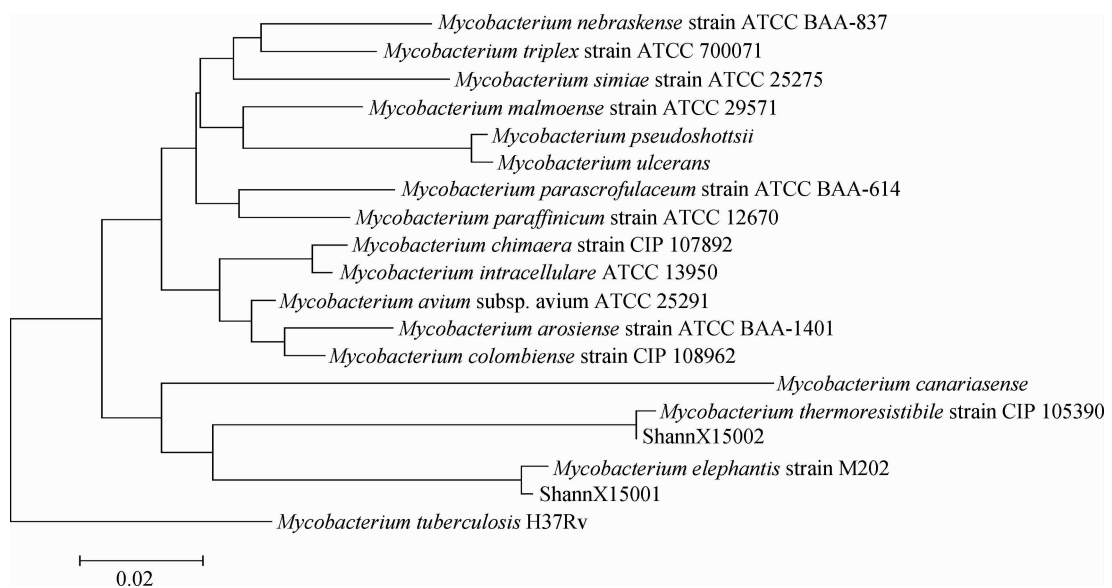 Mycobacterium nebraskense strain ATCC BAA-837
Mycobacterium triplex strain ATCC 700071
Mycobacterium simiae strain ATCC 25275
Mycobacterium malmoense strain ATCC 29571
Mycobacterium pseudoshottsii
Mycobacterium ulcerans
Mycobacterium parascrofulaceum strain ATCC BAA-614
Mycobacterium paraffinicum strain ATCC 12670
Mycobacterium chimaera strain CIP 107892
Mycobacterium intracellulare ATCC 13950
Mycobacterium avium subsp. avium ATCC 25291
Mycobacterium arosiense strain ATCC BAA-1401
Mycobacterium colombiense strain CIP 108962
Mycobacterium canariasense
Mycobacterium thermoresistibile strain CIP 105390
ShannX15002
Mycobacterium elephantis strain M202
ShannX15001
Mycobacterium tuberculosis H37Rv
0.02